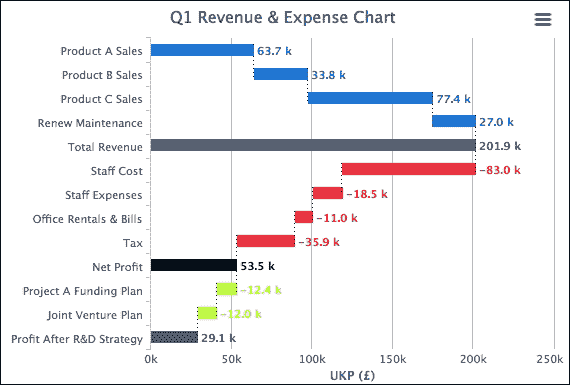 Q1 Revenue & Expense Chart
Product A Sales 63.7 k
Product B Sales 33.8 k
Product C Sales 77.4 k
Renew Maintenance 27.0 k
Total Revenue 201.9 k
Staff Cost −83.0 k
Staff Expenses −18.5 k
Office Rentals & Bills −11.0 k
Tax −35.9 k
Net Profit 53.5 k
Project A Funding Plan −12.4 k
Joint Venture Plan −12.0 k
Profit After R&D Strategy 29.1 k
0k 50k 100k 150k 200k 250k
UKP (£)